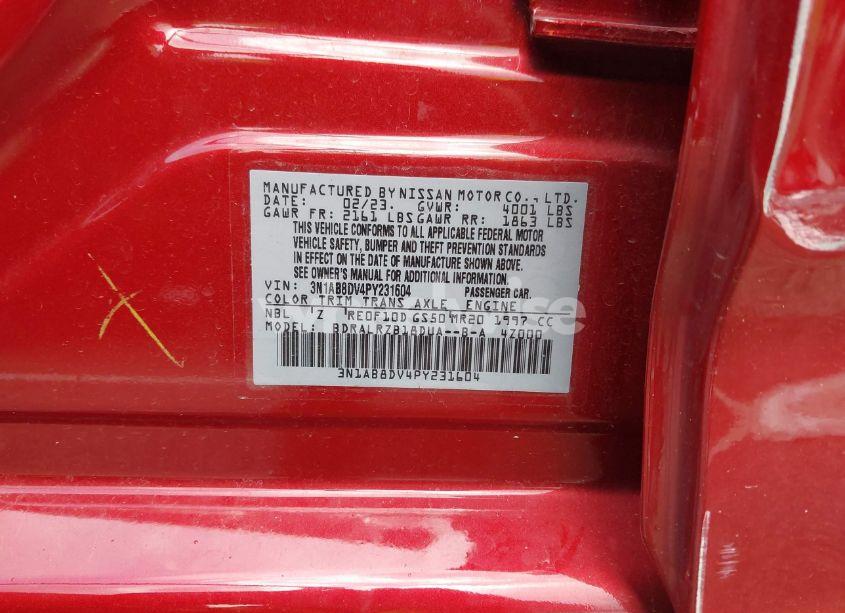 MANUFACTURED BY NISSAN MOTOR CO., LTD.
DATE: 02/23. GVWR: 4001 LBS
GAWR FR: 2161 LBS GAWR RR: 1863 LBS
THIS VEHICLE CONFORMS TO ALL APPLICABLE FEDERAL MOTOR
VEHICLE SAFETY, BUMPER AND THEFT PREVENTION STANDARDS
IN EFFECT ON THE DATE OF MANUFACTURE SHOWN ABOVE.
SEE OWNER'S MANUAL FOR ADDITIONAL INFORMATION.
VIN: 3N1AB8DV4PY231604 PASSENGER CAR.
COLOR TRIM TRANS AXLE ENGINE
NBL Z RE0F10D GS50 MR20 1997 CC
MODEL: BDRALRZB18DUA--B-A 4Z000
3N1AB8DV4PY231604